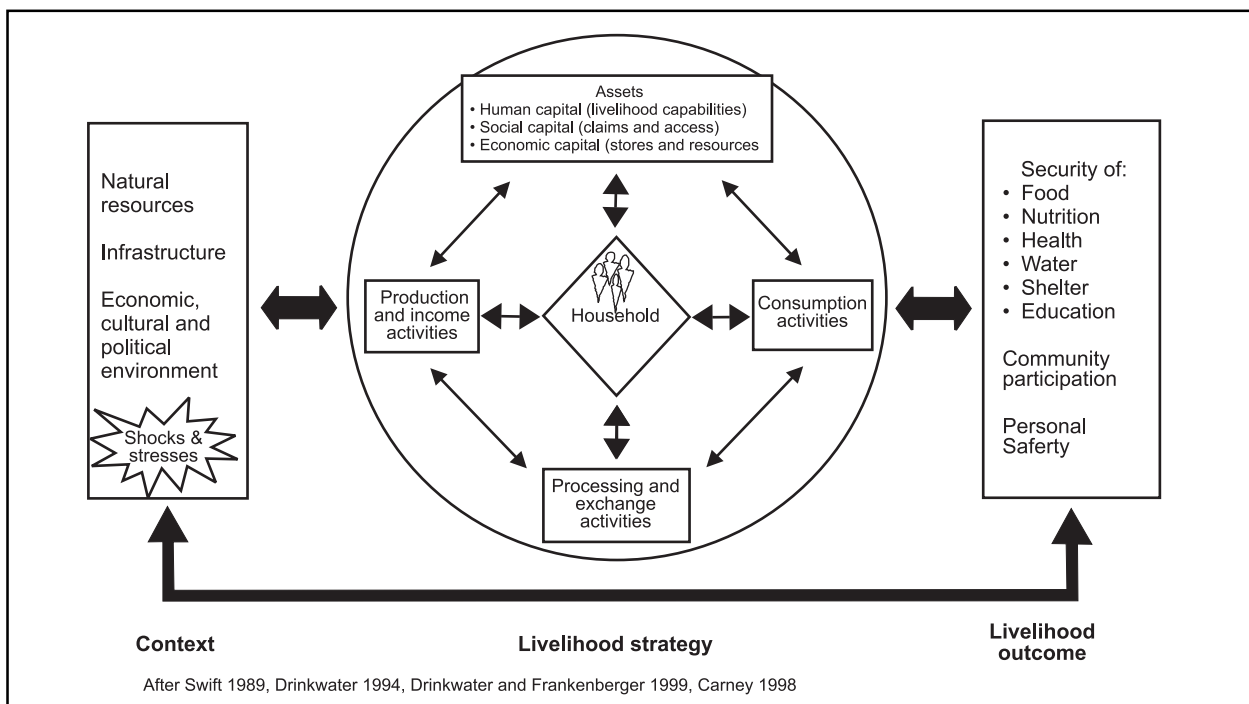 Assets
• Human capital (livelihood capabilities)
• Social capital (claims and access)
• Economic capital (stores and resources
Natural
resources
Infrastructure
Economic,
cultural and
political
environment
Shocks &
stresses
Production
and income
activities
Household
Consumption
activities
Processing and
exchange
activities
Security of:
• Food
• Nutrition
• Health
• Water
• Shelter
• Education
Community
participation
Personal
Saferty
Context
Livelihood strategy
Livelihood
outcome
After Swift 1989, Drinkwater 1994, Drinkwater and Frankenberger 1999, Carney 1998